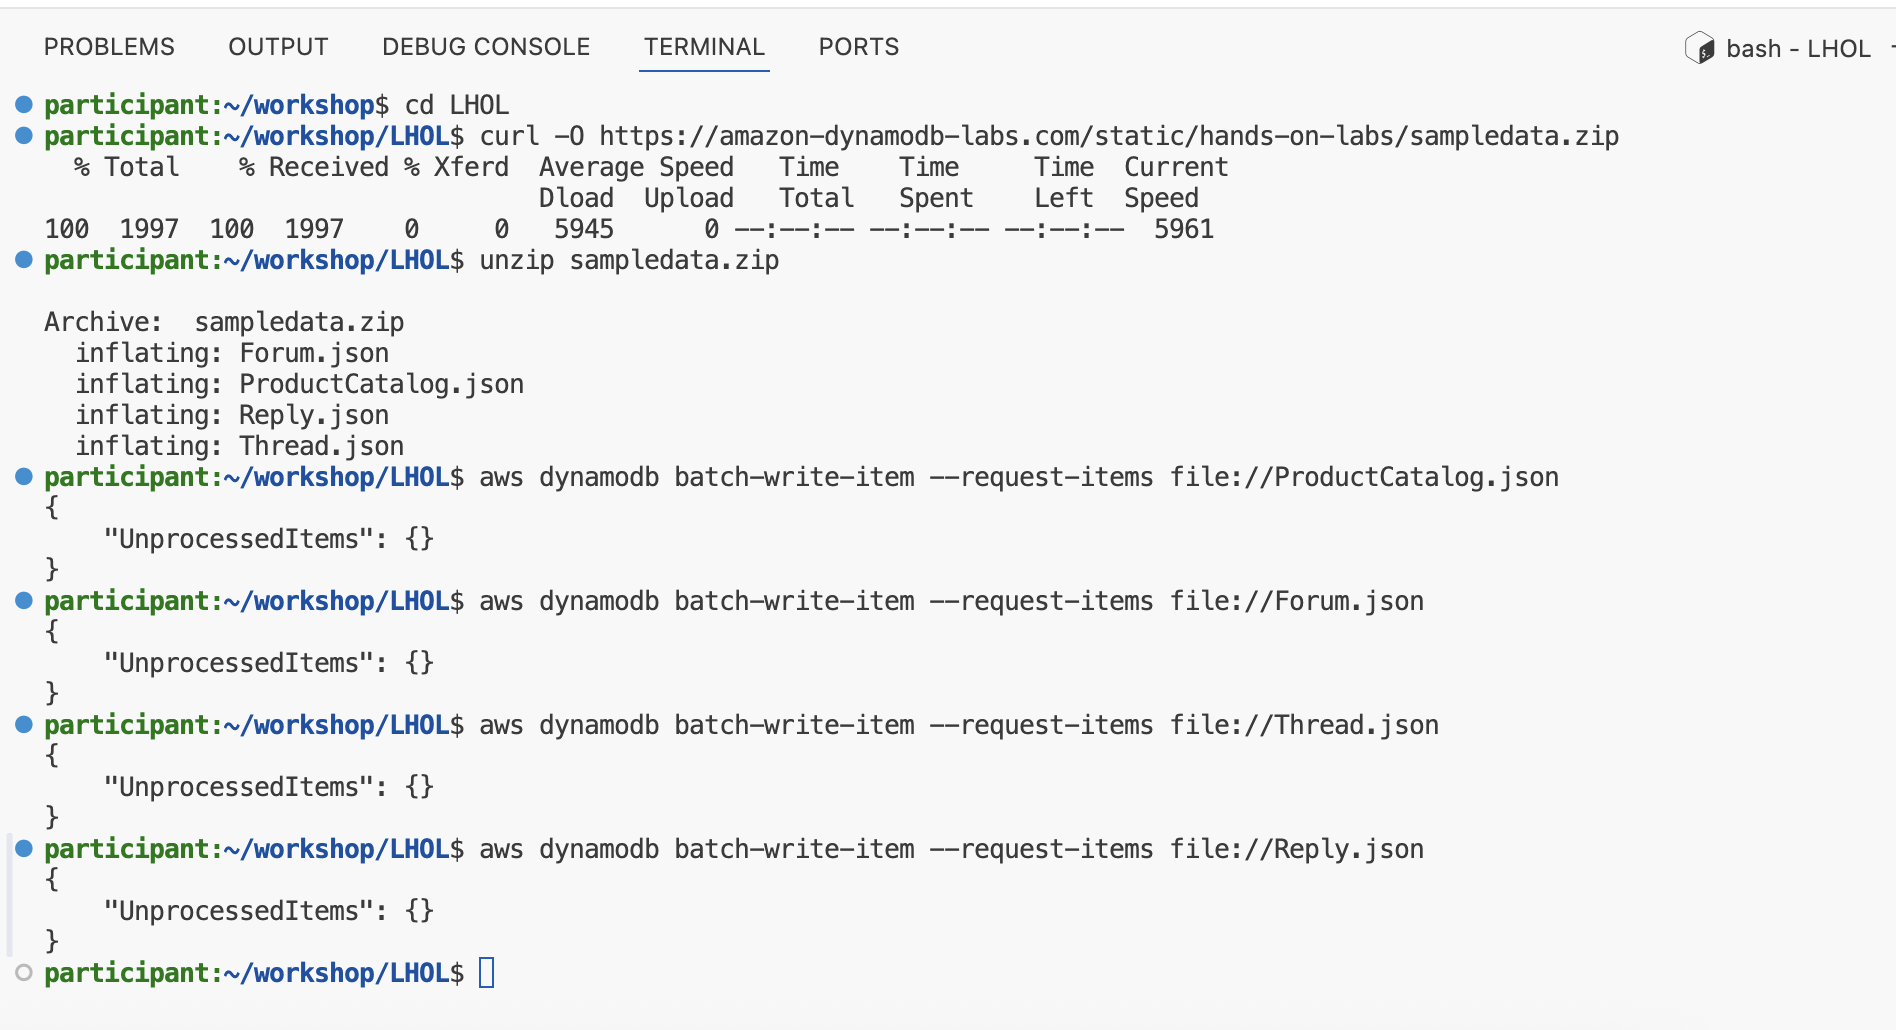 PROBLEMS OUTPUT DEBUG CONSOLE TERMINAL PORTS bash - LHOL
participant:~/workshop$ cd LHOL
participant:~/workshop/LHOL$ curl -O https://amazon-dynamodb-labs.com/static/hands-on-labs/sampledata.zip
  % Total    % Received % Xferd  Average Speed   Time    Time     Time  Current
                                 Dload  Upload   Total   Spent    Left  Speed
100  1997  100  1997    0     0   5945      0 --:--:-- --:--:-- --:--:--  5961
participant:~/workshop/LHOL$ unzip sampledata.zip
Archive:  sampledata.zip
  inflating: Forum.json
  inflating: ProductCatalog.json
  inflating: Reply.json
  inflating: Thread.json
participant:~/workshop/LHOL$ aws dynamodb batch-write-item --request-items file://ProductCatalog.json
{
    "UnprocessedItems": {}
}
participant:~/workshop/LHOL$ aws dynamodb batch-write-item --request-items file://Forum.json
{
    "UnprocessedItems": {}
}
participant:~/workshop/LHOL$ aws dynamodb batch-write-item --request-items file://Thread.json
{
    "UnprocessedItems": {}
}
participant:~/workshop/LHOL$ aws dynamodb batch-write-item --request-items file://Reply.json
{
    "UnprocessedItems": {}
}
participant:~/workshop/LHOL$